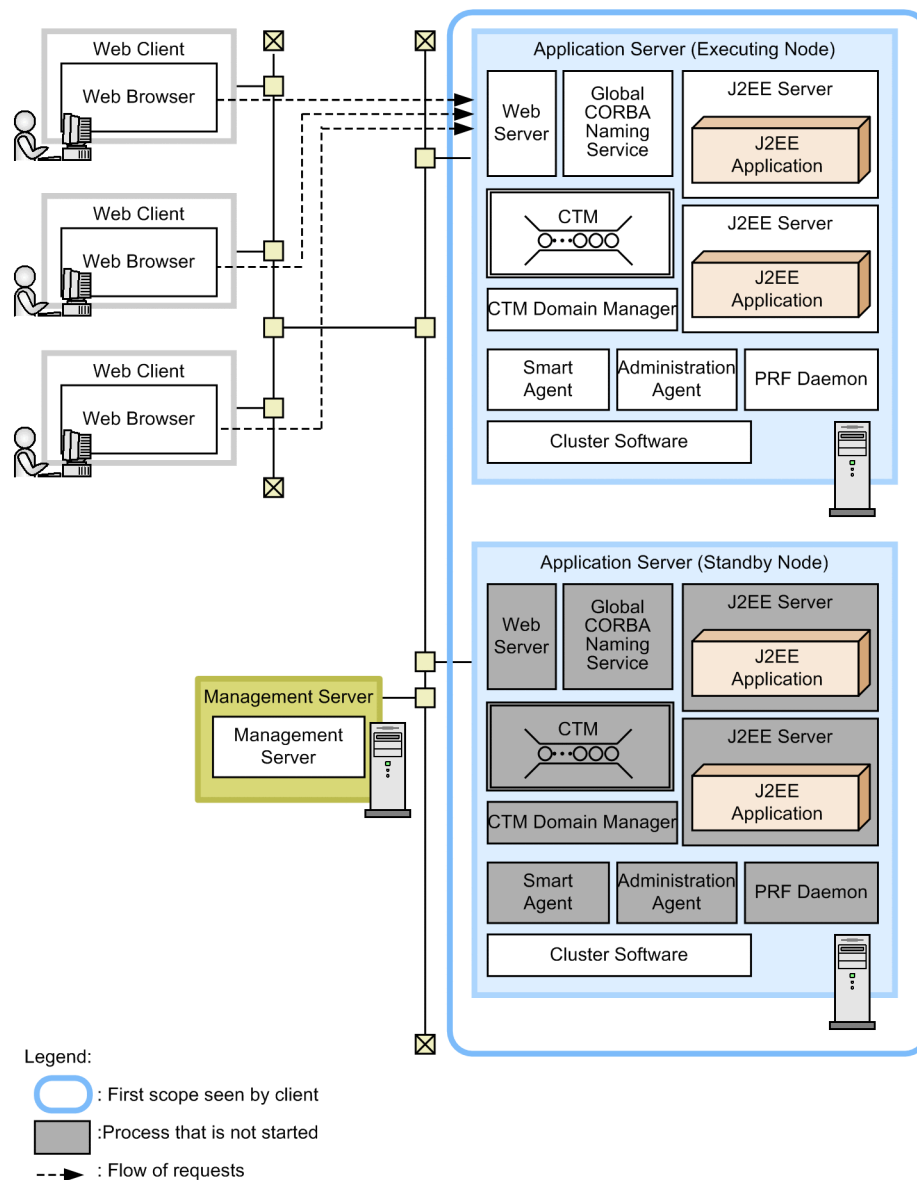 Web Client
Web Browser
Web Client
Web Browser
Web Client
Web Browser
Application Server (Executing Node)
Web
Server
Global
CORBA
Naming
Service
J2EE Server
J2EE
Application
CTM
J2EE Server
J2EE
Application
CTM Domain Manager
Smart
Agent
Administration
Agent
PRF Daemon
Cluster Software
Application Server (Standby Node)
Web
Server
Global
CORBA
Naming
Service
J2EE Server
J2EE
Application
CTM
J2EE Server
J2EE
Application
CTM Domain Manager
Smart
Agent
Administration
Agent
PRF Daemon
Cluster Software
Management Server
Management
Server
Legend:
: First scope seen by client
:Process that is not started
: Flow of requests